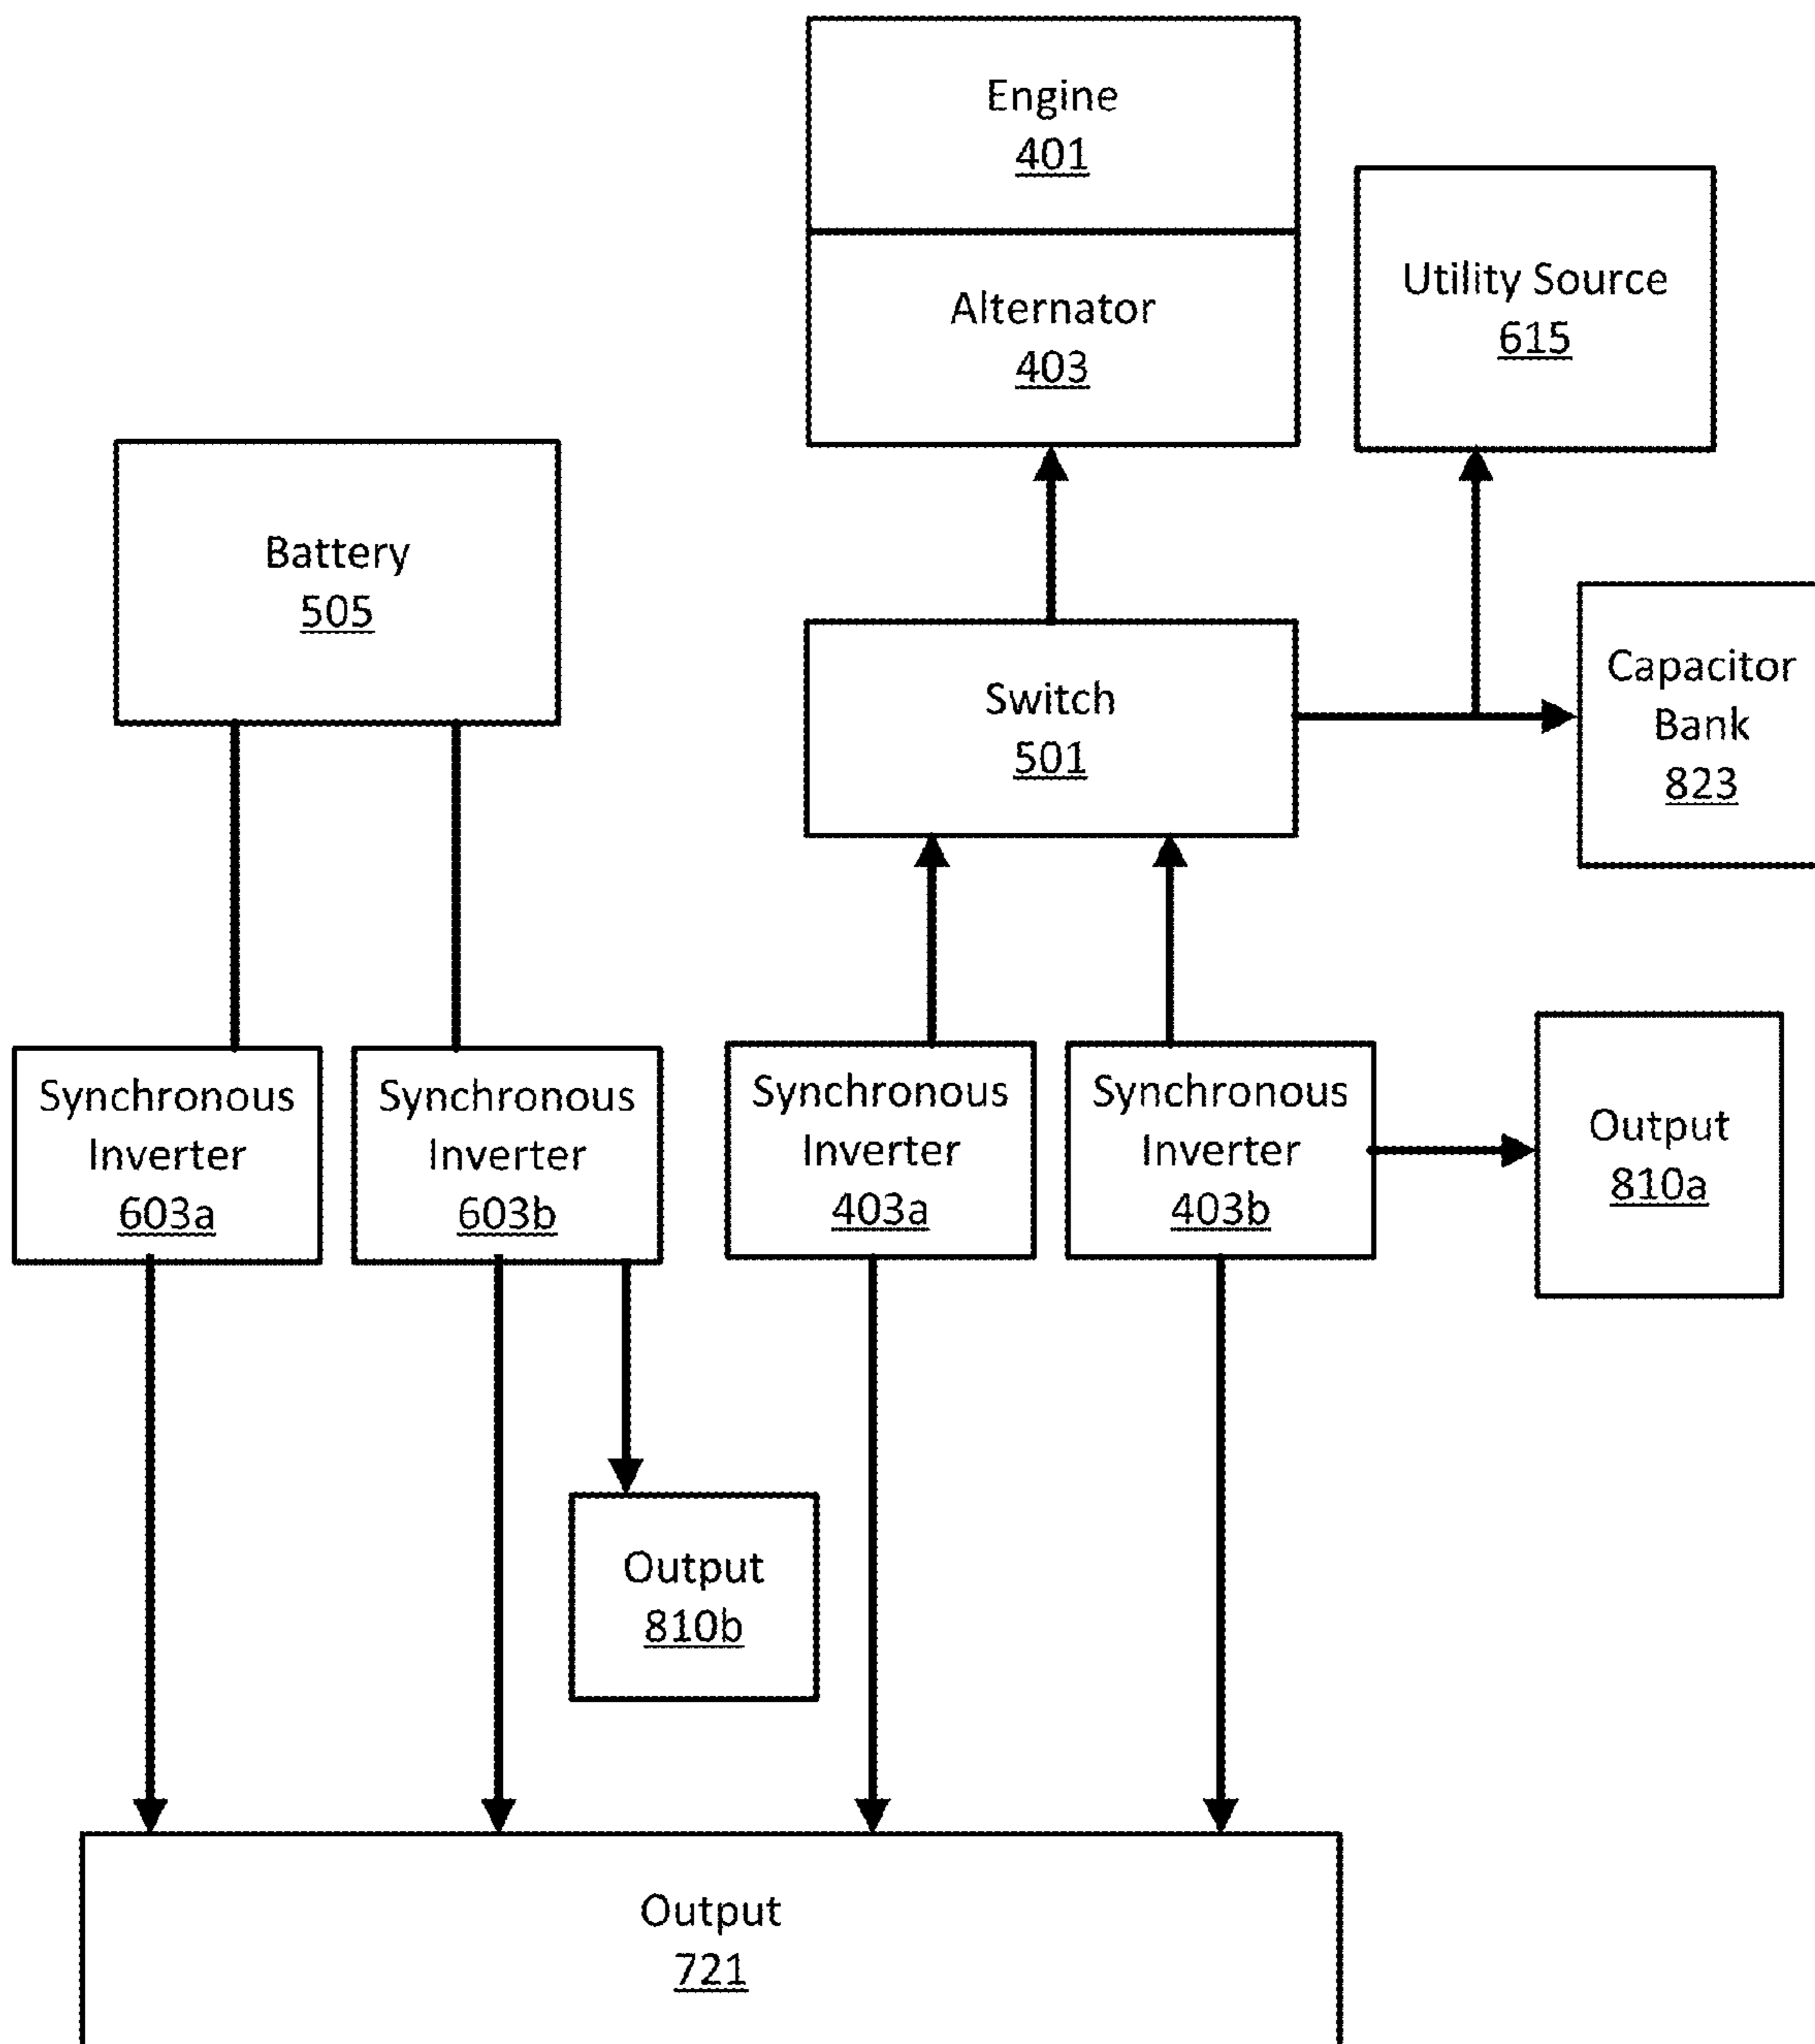 Engine
401
Alternator
403
Utility Source
615
Battery
505
Switch
501
Capacitor
Bank
823
Synchronous
Inverter
603a
Synchronous
Inverter
603b
Synchronous
Inverter
403a
Synchronous
Inverter
403b
Output
810a
Output
810b
Output
721